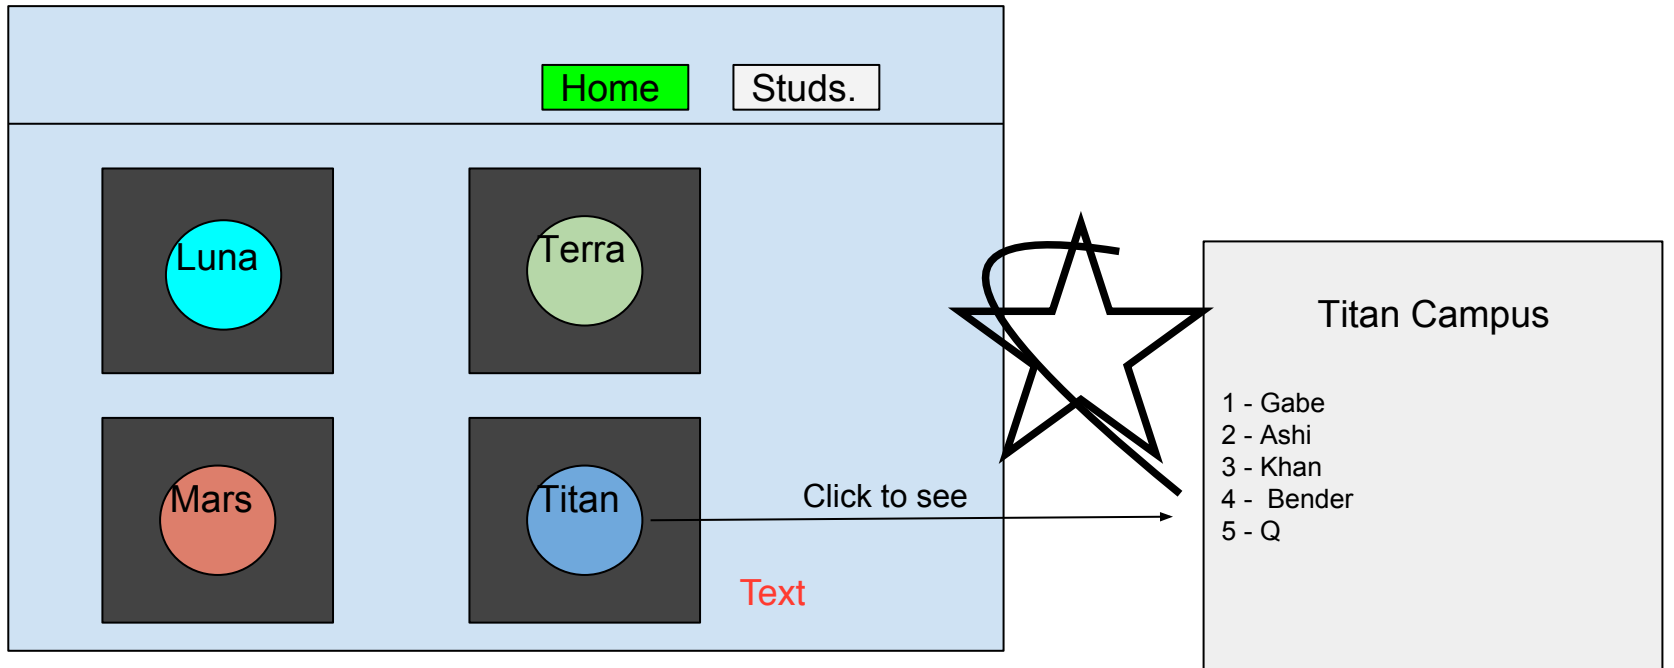 Home
Studs.
Luna
Terra
Mars
Titan
Click to see
Text
Titan Campus
1 - Gabe
2 - Ashi
3 - Khan
4 -  Bender
5 - Q